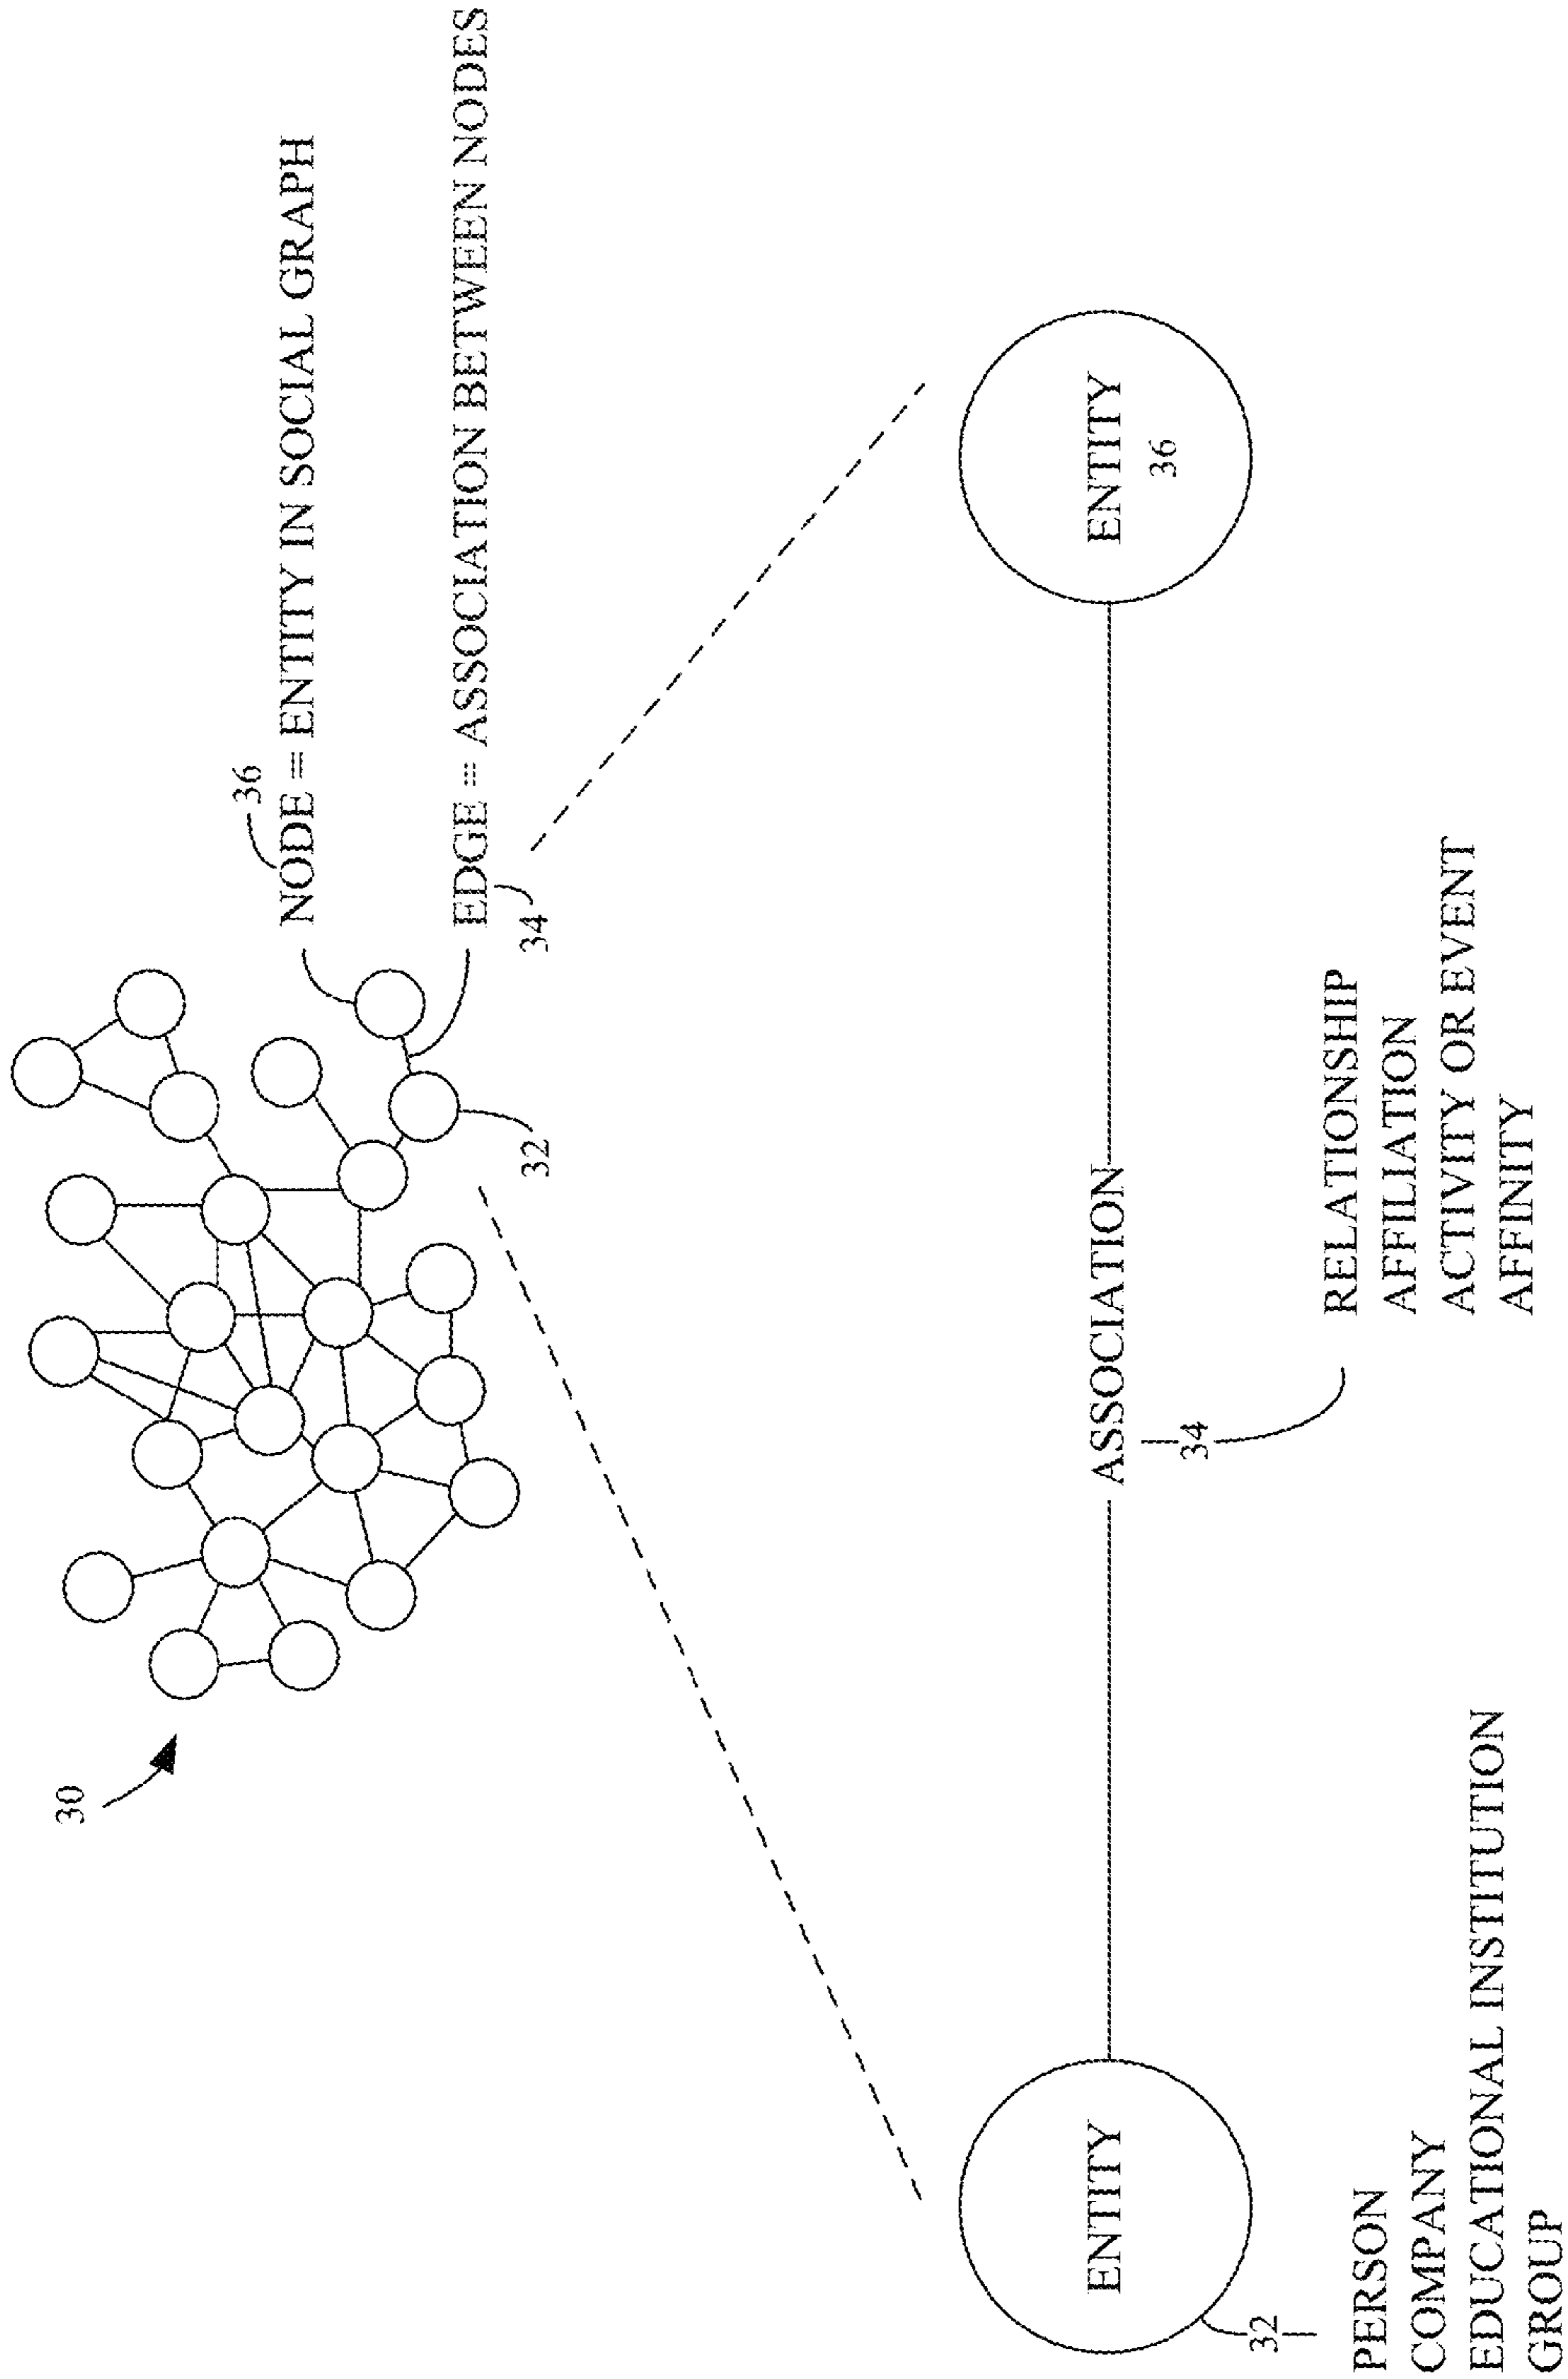 30
36
NODE = ENTITY IN SOCIAL GRAPH
EDGE = ASSOCIATION BETWEEN NODES
34
32
ENTITY
ASSOCIATION
ENTITY
36
32
34
PERSON
COMPANY
EDUCATIONAL INSTITUTION
GROUP
RELATIONSHIP
AFFILIATION
ACTIVITY OR EVENT
AFFINITY